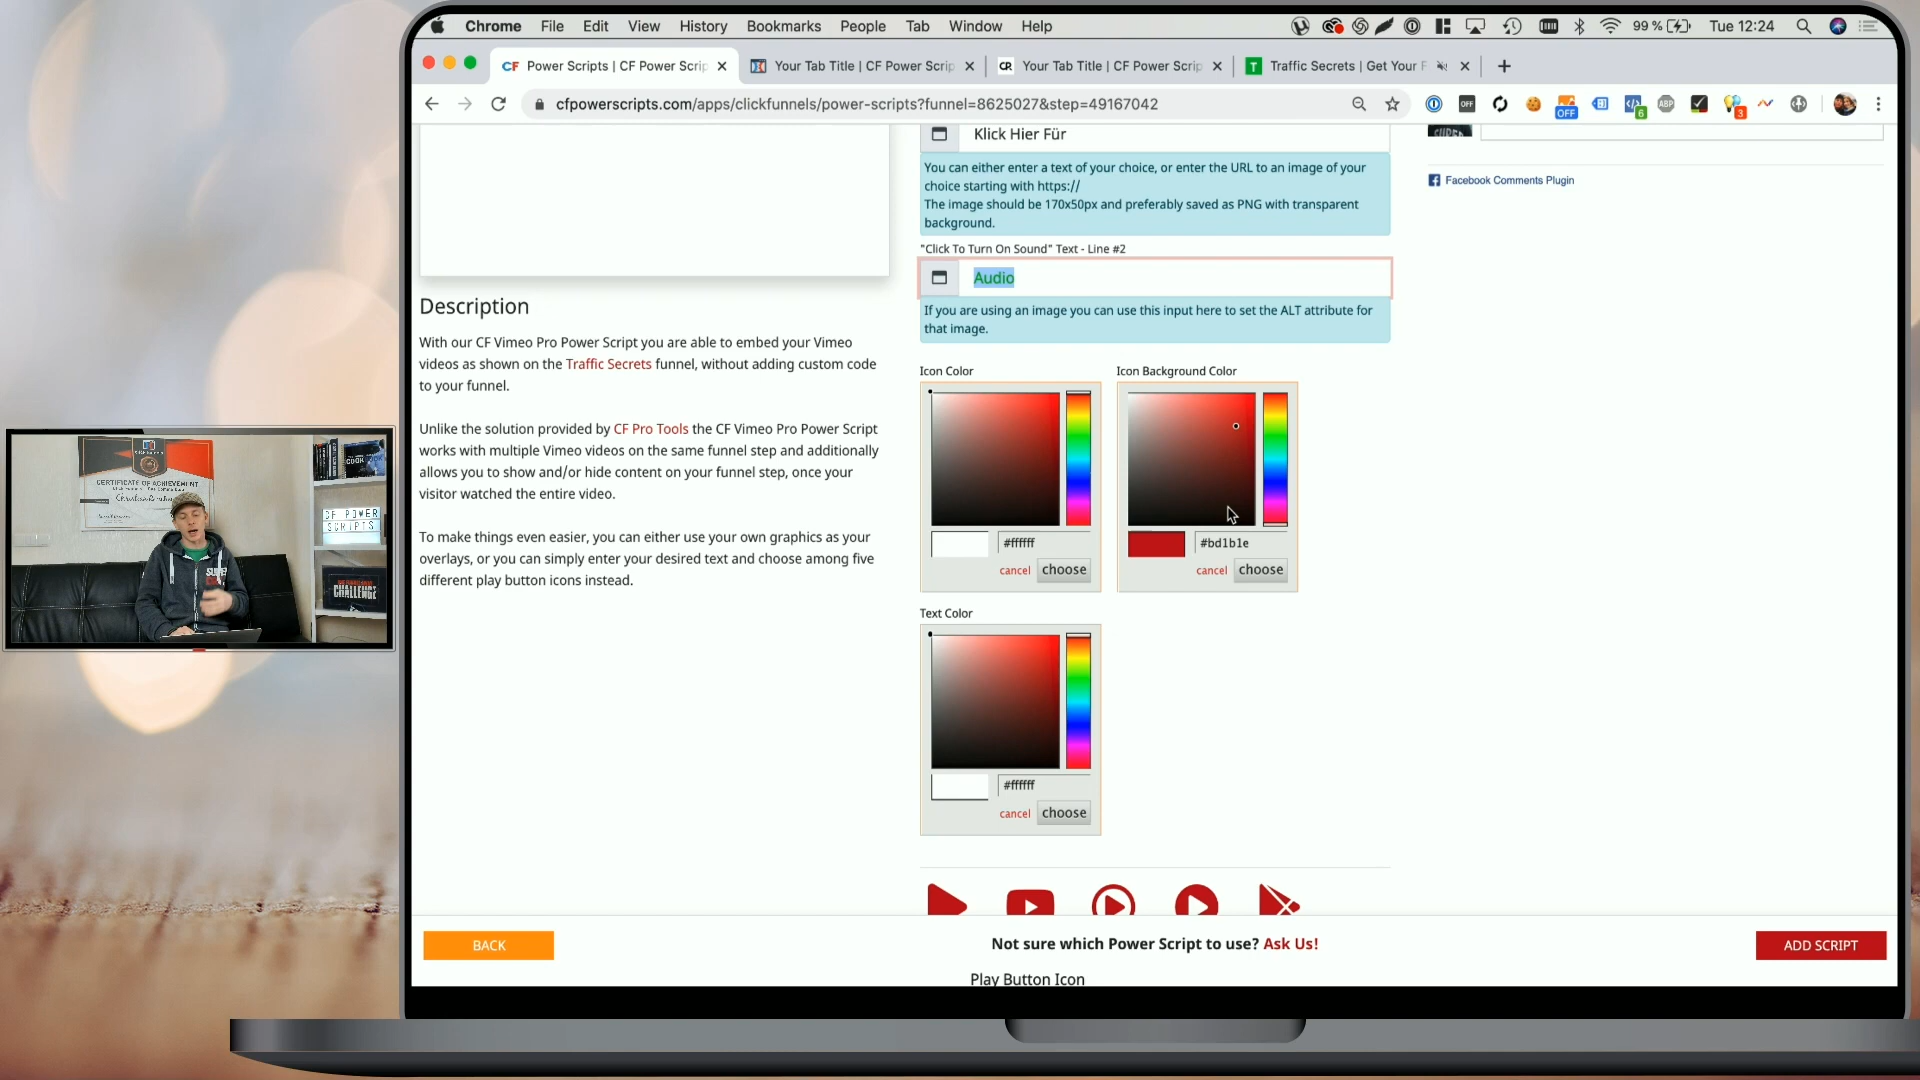 Chrome File Edit View History Bookmarks People Tab Window Help
99 % Tue 12:24
CF Power Scripts | CF Power Scrip
Your Tab Title | CF Power Scrip
CR Your Tab Title | CF Power Scrip
T Traffic Secrets | Get Your F
cfpowerscripts.com/apps/clickfunnels/power-scripts?funnel=8625027&step=49167042
OFF
OFF
6
ABP
3
Klick Hier Für
You can either enter a text of your choice, or enter the URL to an image of your
choice starting with https://
The image should be 170x50px and preferably saved as PNG with transparent
background.
"Click To Turn On Sound" Text - Line #2
Audio
If you are using an image you can use this input here to set the ALT attribute for
that image.
Facebook Comments Plugin
Description
With our CF Vimeo Pro Power Script you are able to embed your Vimeo
videos as shown on the Traffic Secrets funnel, without adding custom code
to your funnel.
Unlike the solution provided by CF Pro Tools the CF Vimeo Pro Power Script
works with multiple Vimeo videos on the same funnel step and additionally
allows you to show and/or hide content on your funnel step, once your
visitor watched the entire video.
To make things even easier, you can either use your own graphics as your
overlays, or you can simply enter your desired text and choose among five
different play button icons instead.
Icon Color
#ffffff
cancel choose
Icon Background Color
#bd1b1e
cancel choose
Text Color
#ffffff
cancel choose
BACK
Not sure which Power Script to use? Ask Us!
ADD SCRIPT
Play Button Icon
CERTIFICATE OF ACHIEVEMENT
CF POWER
SCRIPTS
CHALLENGE